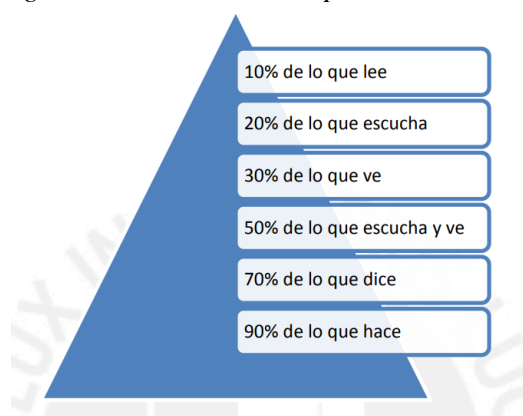 10% de lo que lee
20% de lo que escucha
30% de lo que ve
50% de lo que escucha y ve
70% de lo que dice
90% de lo que hace